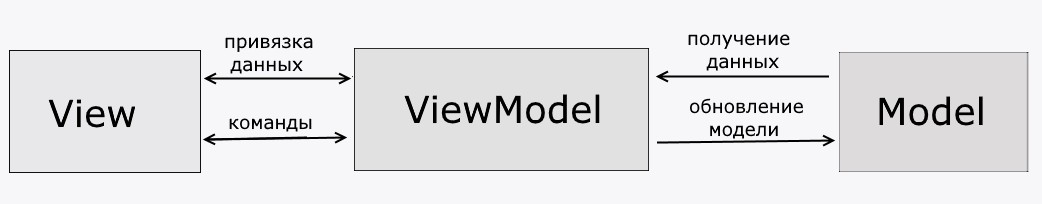 View
привязка
данных
команды
ViewModel
получение
данных
обновление
модели
Model